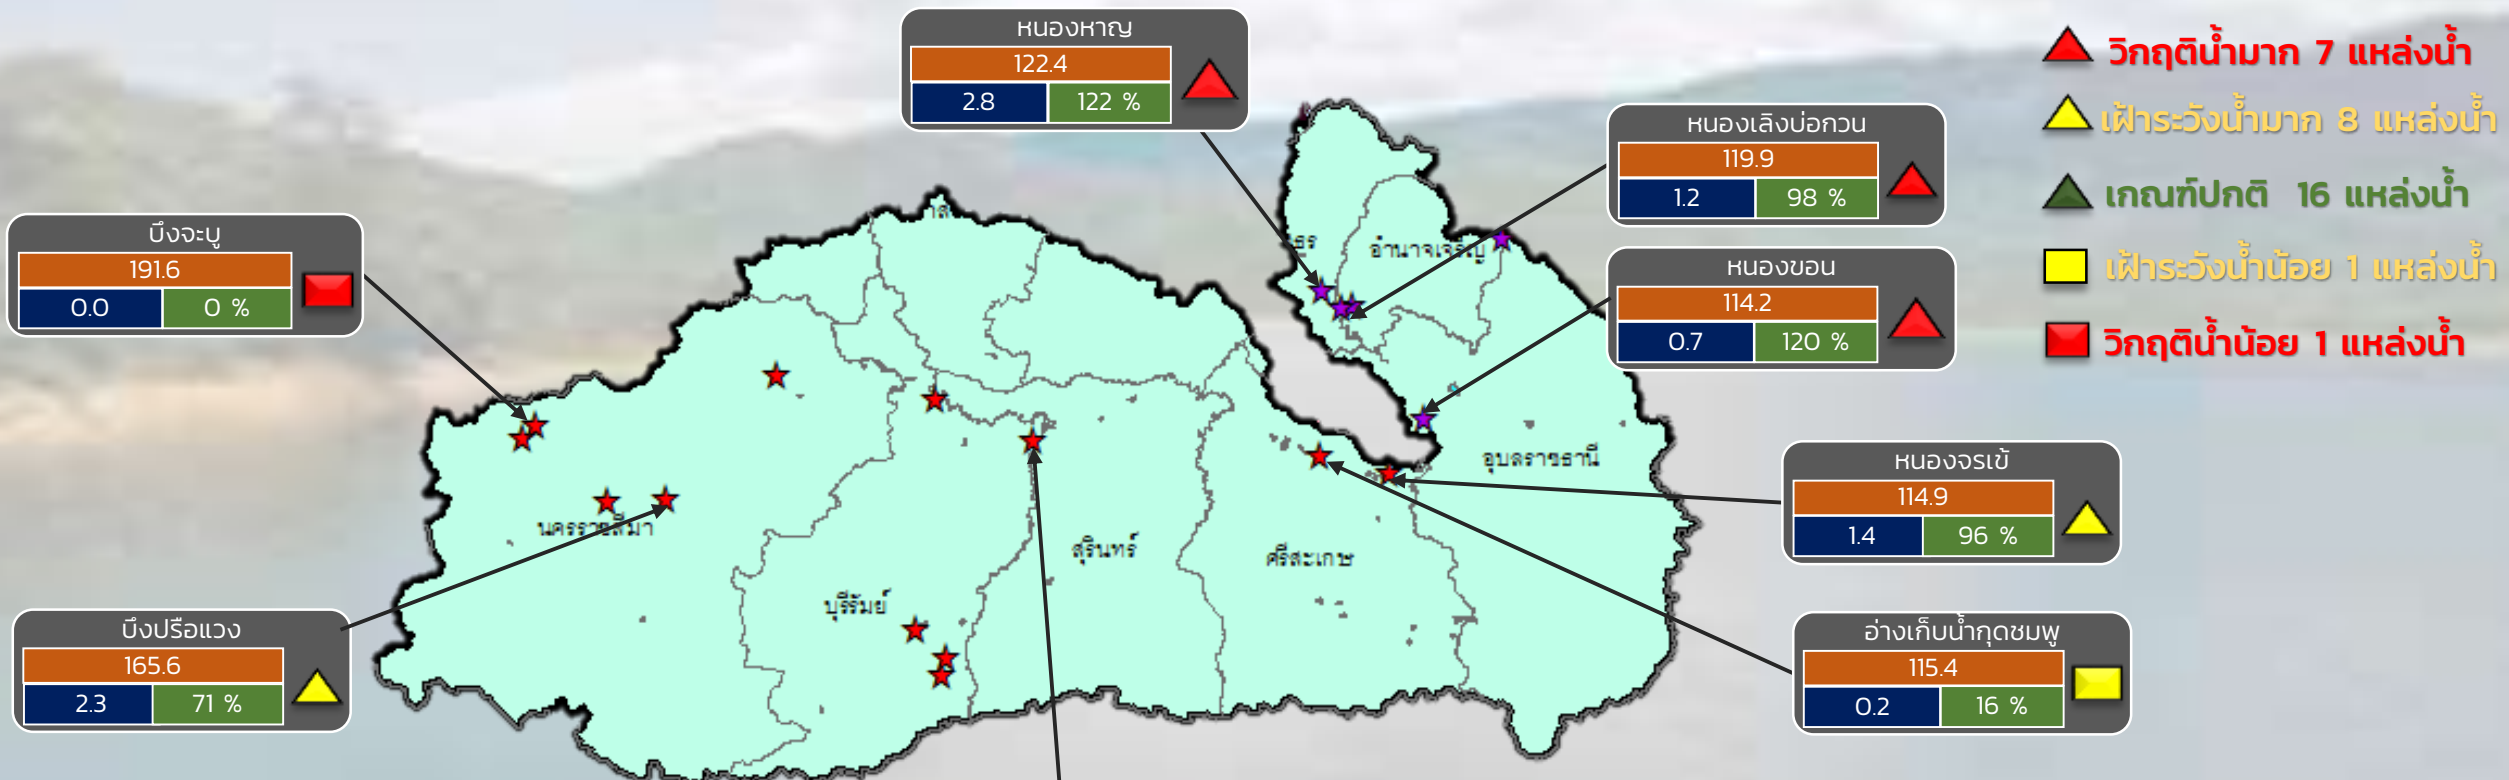 หนองหาญ
122.4
2.8 122 %
วิกฤติน้ำมาก 7 แหล่งน้ำ
เฝ้าระวังน้ำมาก 8 แหล่งน้ำ
เกณฑ์ปกติ 16 แหล่งน้ำ
เฝ้าระวังน้ำน้อย 1 แหล่งน้ำ
วิกฤติน้ำน้อย 1 แหล่งน้ำ
หนองเลิงบ่อกวน
119.9
1.2 98 %
บึงจะบู
191.6
0.0 0 %
อำนาจเจริญ
หนองขอน
114.2
0.7 120 %
อุบลราชธานี
หนองจรเข้
114.9
1.4 96 %
นครราชสีมา
สุรินทร์
ศรีสะเกษ
บุรีรัมย์
บึงปรือแวง
165.6
2.3 71 %
อ่างเก็บน้ำกุดชมพู
115.4
0.2 16 %